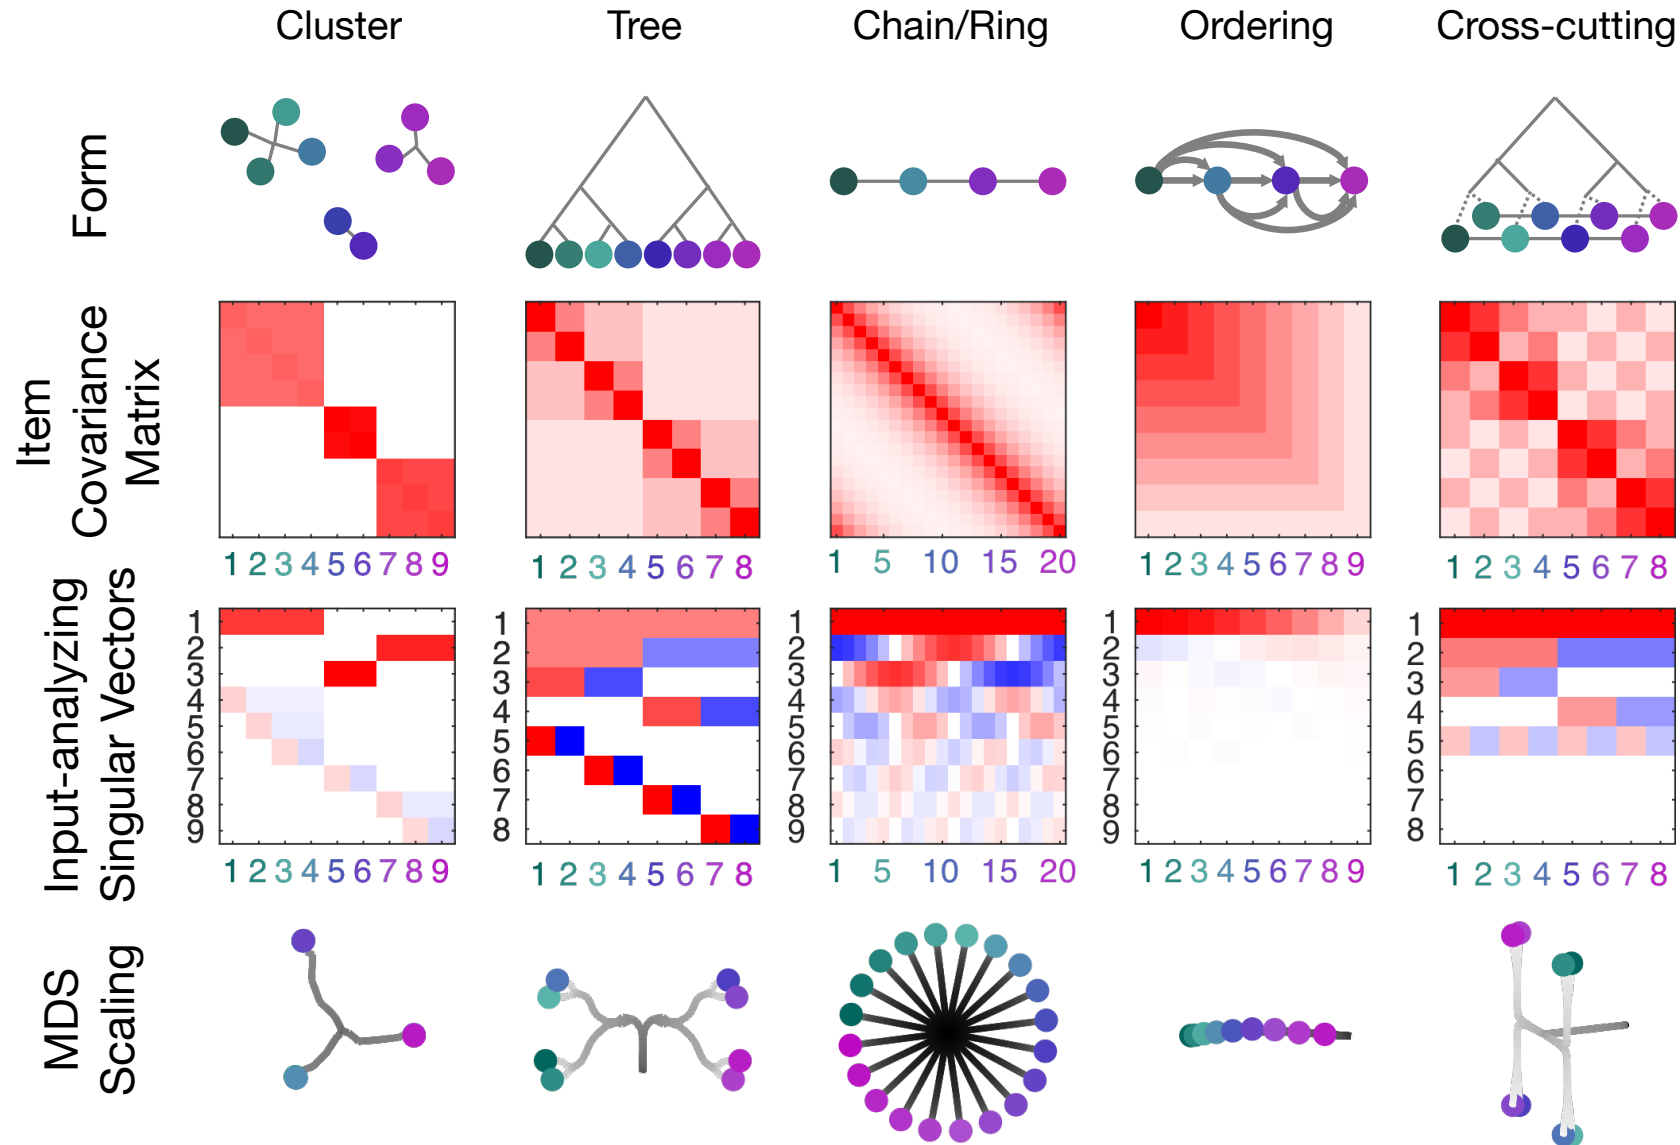 Cluster Tree Chain/Ring Ordering Cross-cutting
Form
Item
Covariance
Matrix
1 2 3 4 5 6 7 8 9
1 2 3 4 5 6 7 8
1 5 10 15 20
1 2 3 4 5 6 7 8 9
1 2 3 4 5 6 7 8
Input-analyzing
Singular Vectors
1
2
3
4
5
6
7
8
9
1 2 3 4 5 6 7 8 9
1
2
3
4
5
6
7
8
1 2 3 4 5 6 7 8
1
2
3
4
5
6
7
8
9
1 5 10 15 20
1
2
3
4
5
6
7
8
9
1 2 3 4 5 6 7 8 9
1
2
3
4
5
6
7
8
1 2 3 4 5 6 7 8
MDS
Scaling